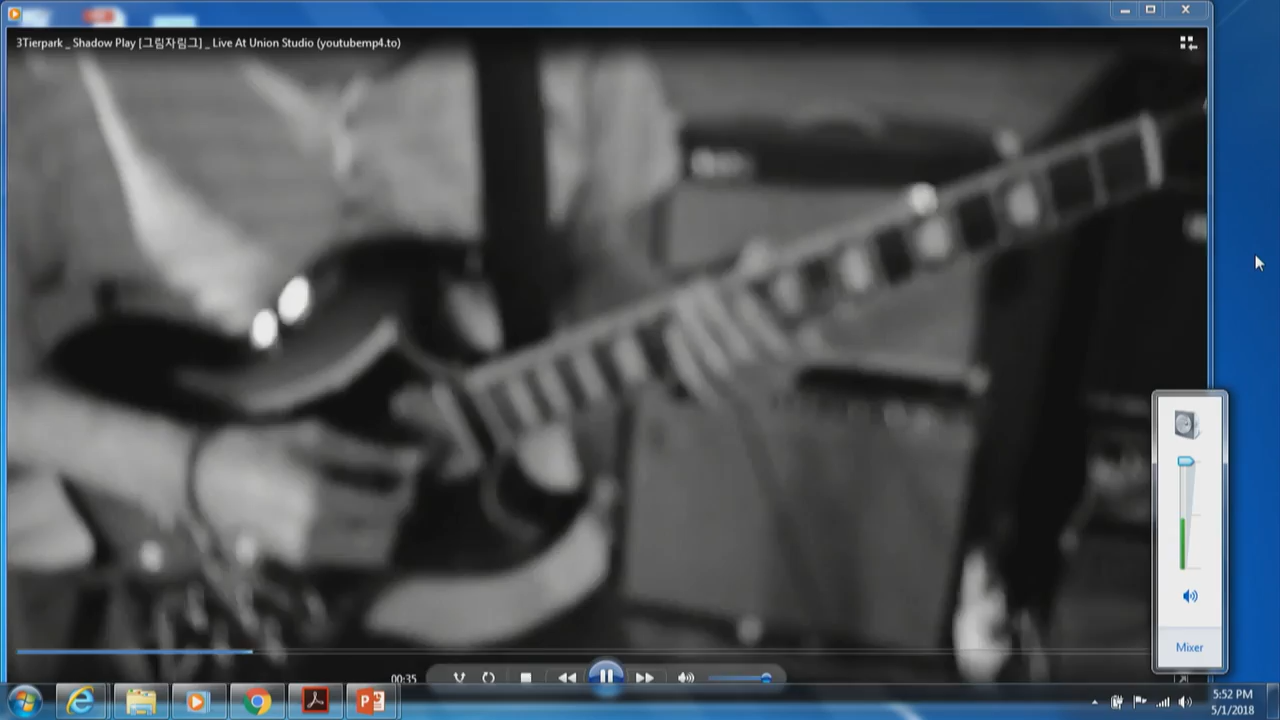 3Tierpark _ Shadow Play [그림자림그] _ Live At Union Studio (youtubemp4.to)
00:35
Mixer
5:52 PM
5/1/2018